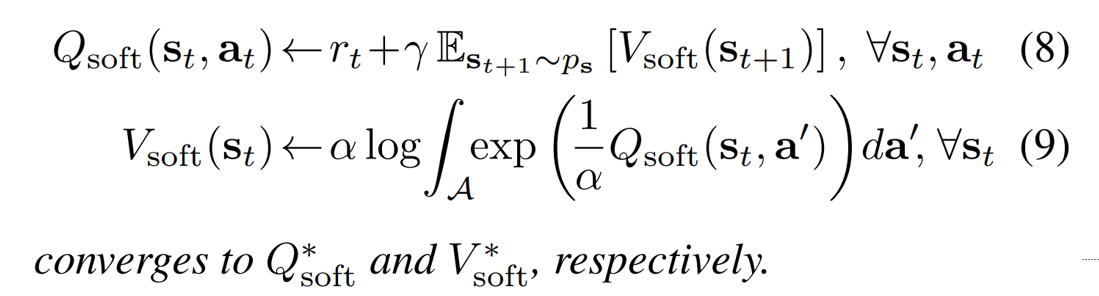 Q_soft(s_t, a_t) ← r_t + γ 𝔼_{s_{t+1}∼p_s} [V_soft(s_{t+1})] , ∀s_t, a_t (8)
V_soft(s_t) ← α log ∫_𝒜 exp ( \frac{1}{α} Q_soft(s_t, a′) ) da′, ∀s_t (9)
converges to Q*_soft and V*_soft, respectively.